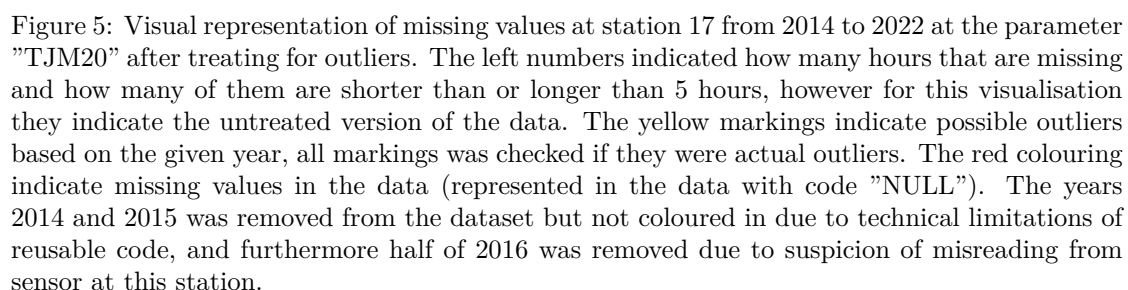 Figure 5: Visual representation of missing values at station 17 from 2014 to 2022 at the parameter
”TJM20” after treating for outliers. The left numbers indicated how many hours that are missing
and how many of them are shorter than or longer than 5 hours, however for this visualisation
they indicate the untreated version of the data. The yellow markings indicate possible outliers
based on the given year, all markings was checked if they were actual outliers. The red colouring
indicate missing values in the data (represented in the data with code ”NULL”). The years
2014 and 2015 was removed from the dataset but not coloured in due to technical limitations of
reusable code, and furthermore half of 2016 was removed due to suspicion of misreading from
sensor at this station.